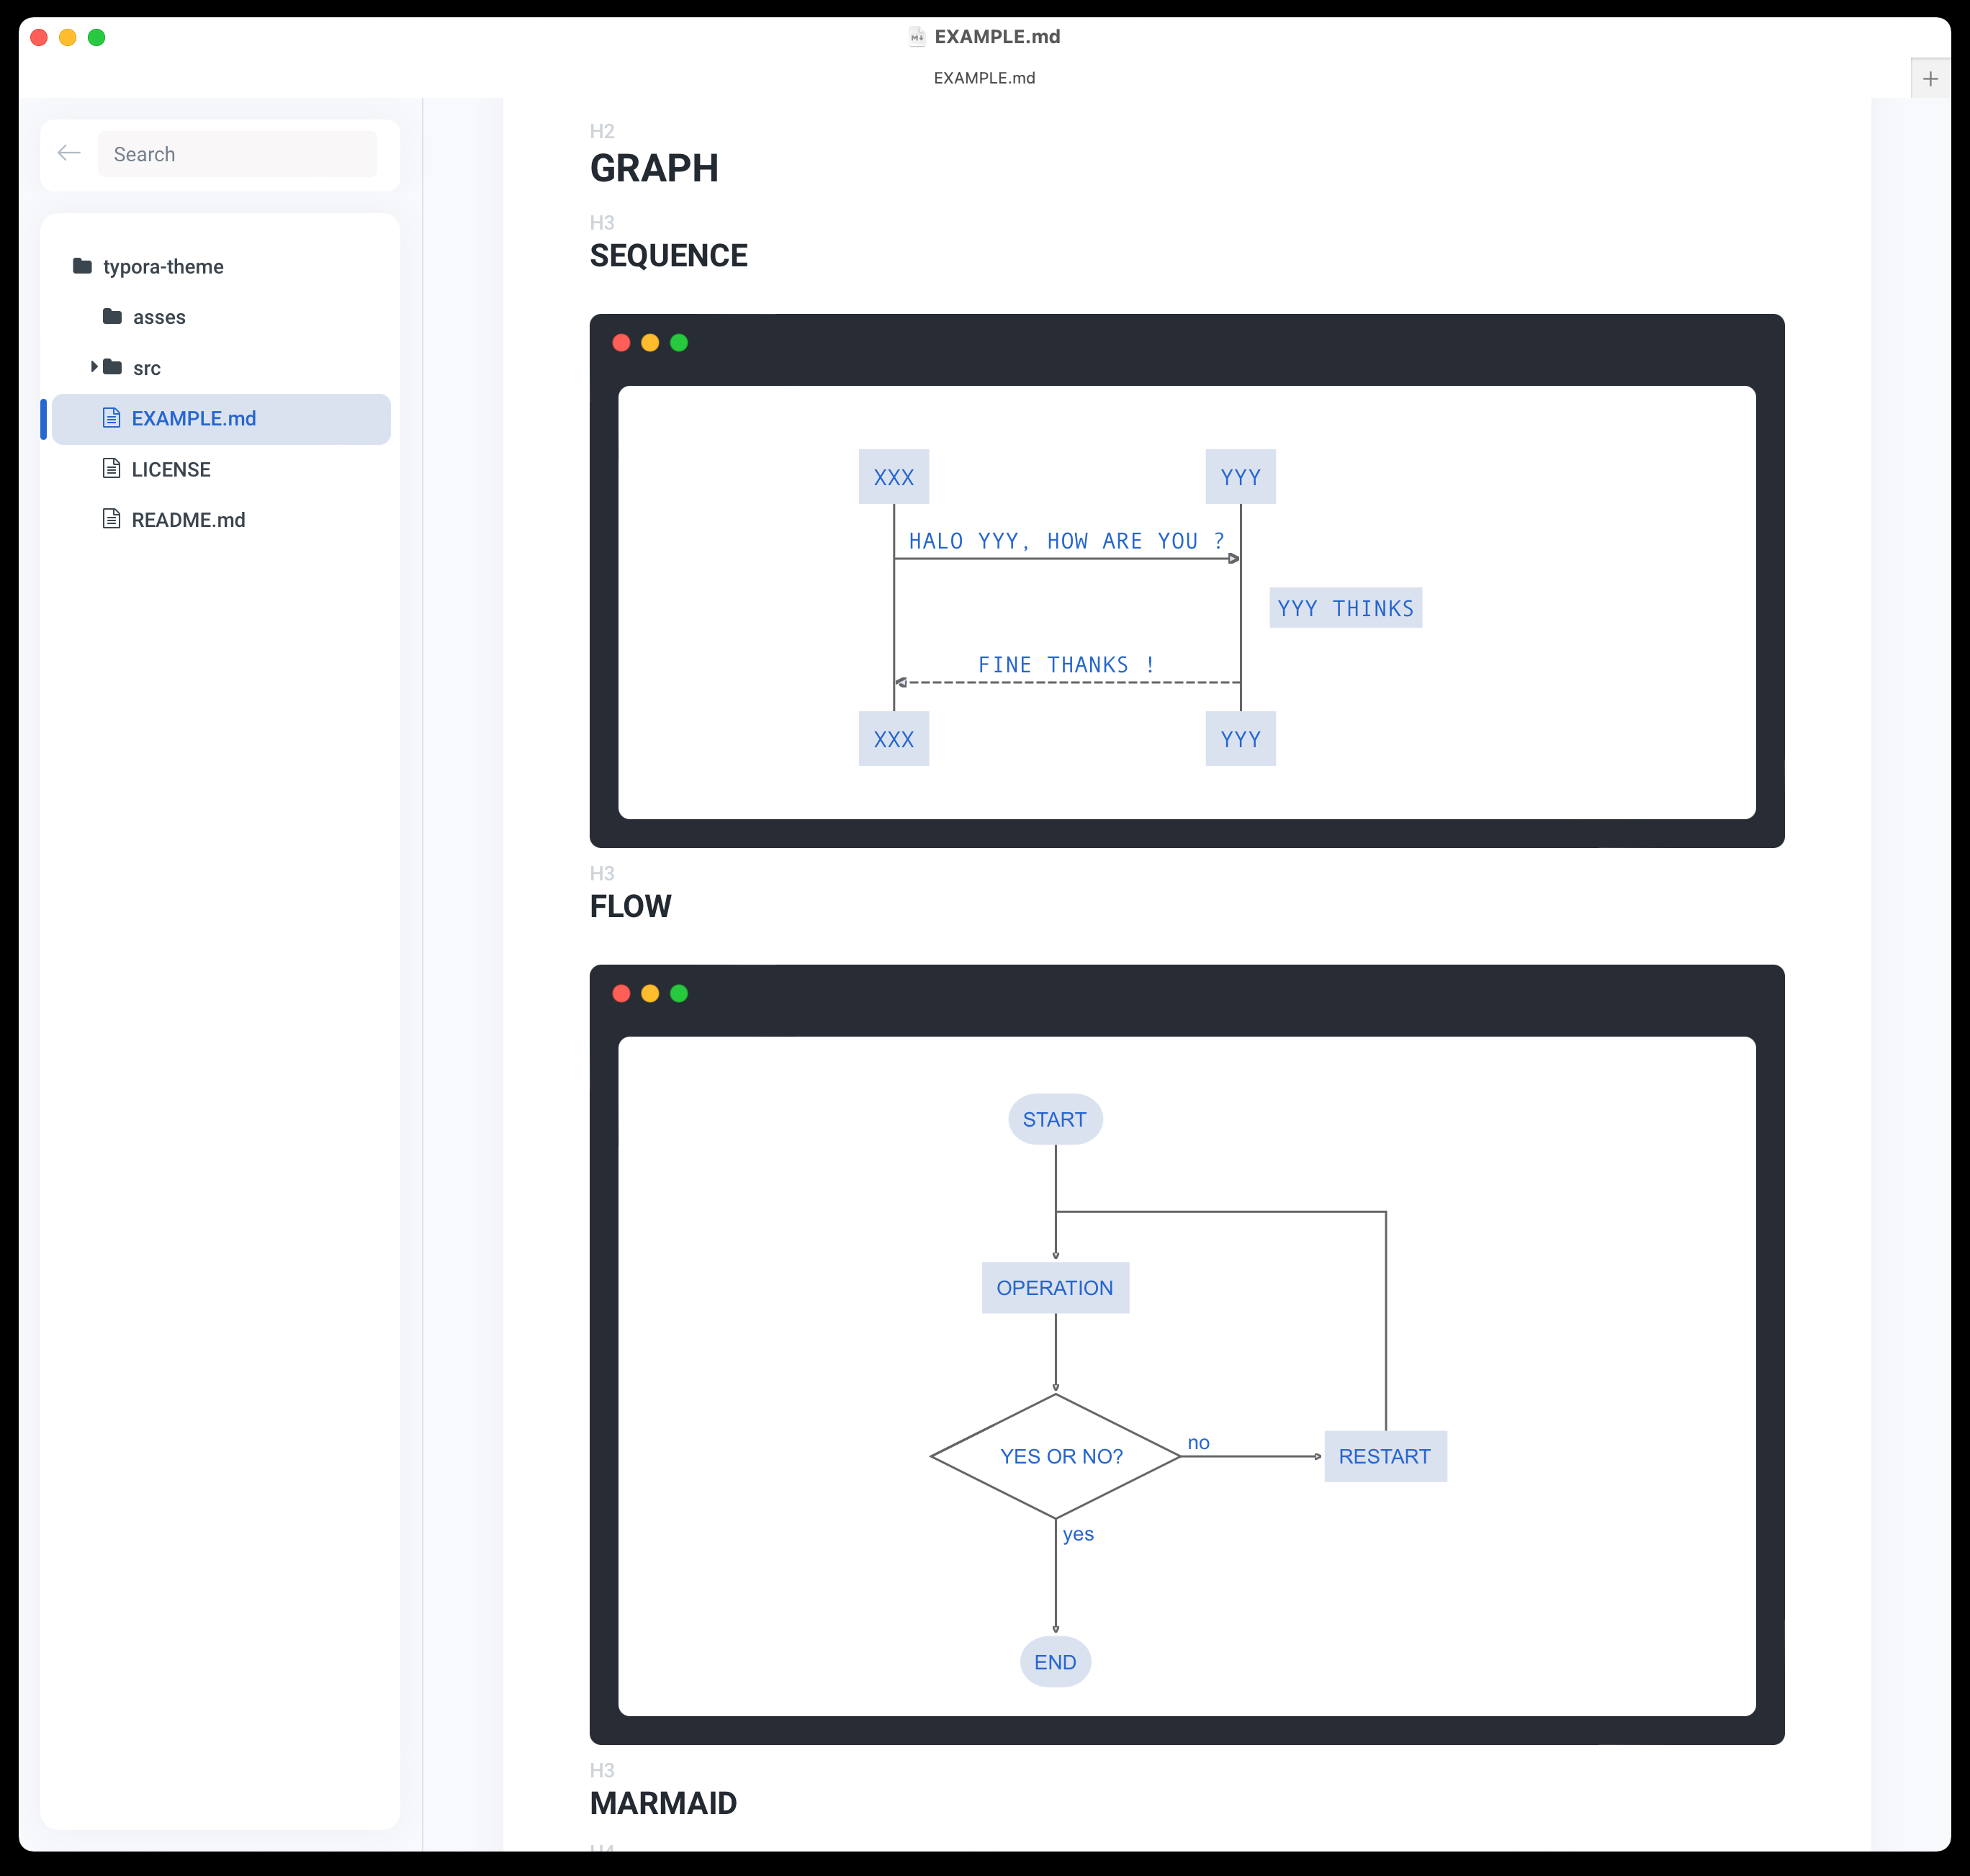 EXAMPLE.md
EXAMPLE.md
+
Search
typora-theme
asses
src
EXAMPLE.md
LICENSE
README.md
H2
GRAPH
H3
SEQUENCE
XXX YYY
HALO YYY, HOW ARE YOU ?
YYY THINKS
FINE THANKS !
XXX YYY
H3
FLOW
START
OPERATION
YES OR NO?
no
RESTART
yes
END
H3
MARMAID